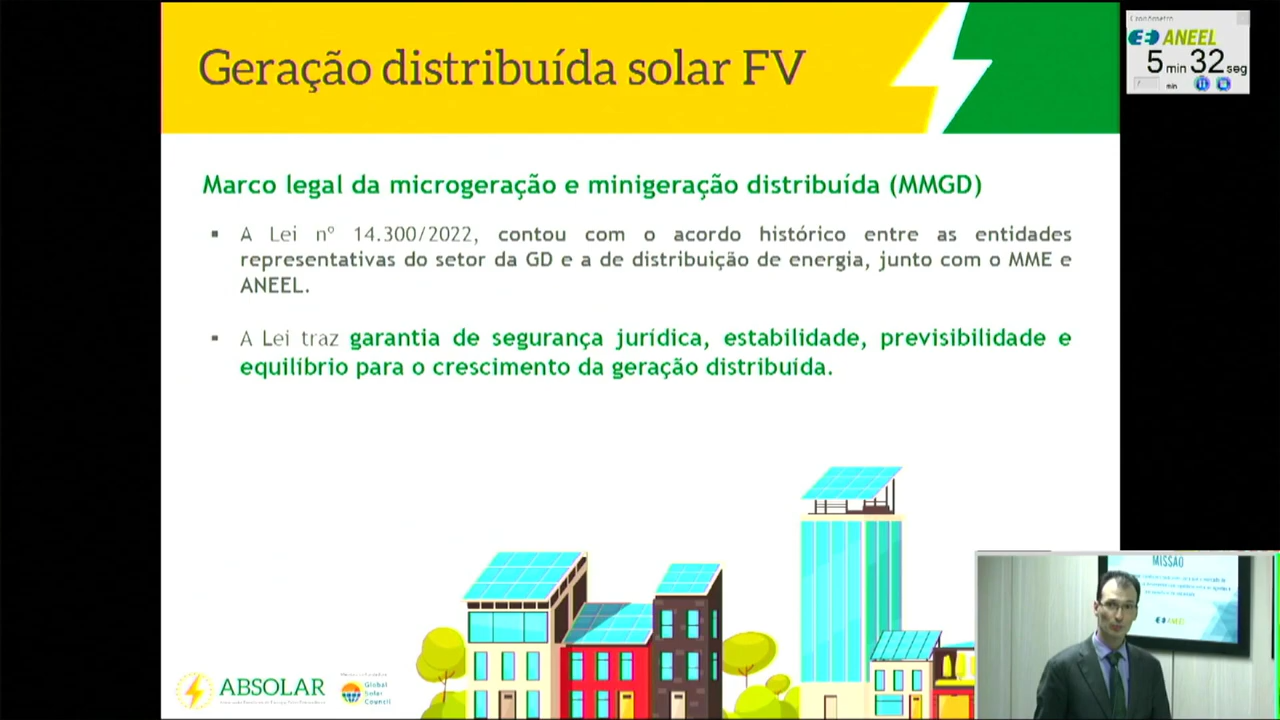 Geração distribuída solar FV
Cronômetro
ANEEL
5 min 32 seg
min
Marco legal da microgeração e minigeração distribuída (MMGD)
▪ A Lei nº 14.300/2022, contou com o acordo histórico entre as entidades
representativas do setor da GD e a de distribuição de energia, junto com o MME e
ANEEL.
▪ A Lei traz garantia de segurança jurídica, estabilidade, previsibilidade e
equilíbrio para o crescimento da geração distribuída.
MISSÃO
ANEEL
ABSOLAR
Global
Solar
Council